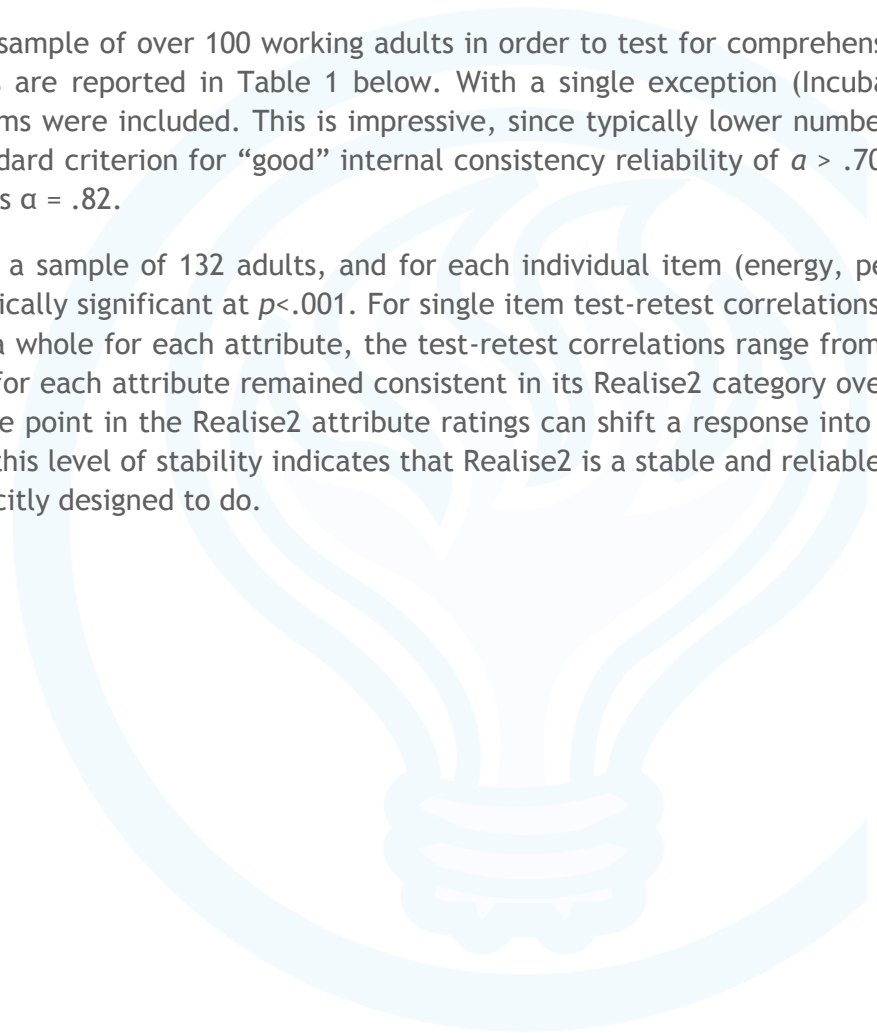 sample of over 100 working adults in order to test for comprehens
are reported in Table 1 below. With a single exception (Incuba
ms were included. This is impressive, since typically lower numbe
dard criterion for “good” internal consistency reliability of α > .70
s α = .82.
a sample of 132 adults, and for each individual item (energy, pe
ically significant at p<.001. For single item test-retest correlations
a whole for each attribute, the test-retest correlations range from
for each attribute remained consistent in its Realise2 category ove
e point in the Realise2 attribute ratings can shift a response into
this level of stability indicates that Realise2 is a stable and reliable
citly designed to do.